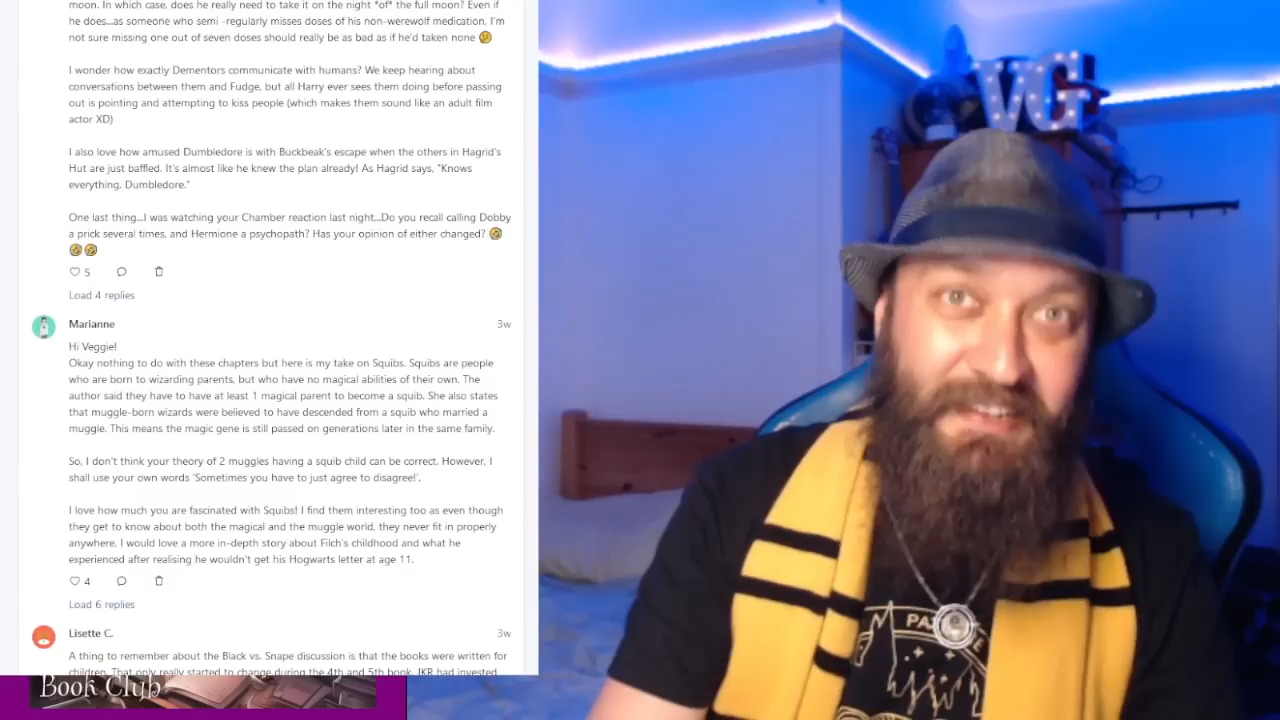 moon. In which case, does he really need to take it on the night *of* the full moon? Even if
he does...as someone who semi -regularly misses doses of his non-werewolf medication, I'm
not sure missing one out of seven doses should really be as bad as if he'd taken none 🤣
I wonder how exactly Dementors communicate with humans? We keep hearing about
conversations between them and Fudge, but all Harry ever sees them doing before passing
out is pointing and attempting to kiss people (which makes them sound like an adult film
actor XD)
I also love how amused Dumbledore is with Buckbeak's escape when the others in Hagrid's
Hut are just baffled. It's almost like he knew the plan already! As Hagrid says, "Knows
everything, Dumbledore."
One last thing...I was watching your Chamber reaction last night...Do you recall calling Dobby
a prick several times, and Hermione a psychopath? Has your opinion of either changed? 🤣
🤣🤣
5
Load 4 replies
Marianne 3w
Hi Veggie!
Okay nothing to do with these chapters but here is my take on Squibs. Squibs are people
who are born to wizarding parents, but who have no magical abilities of their own. The
author said they have to have at least 1 magical parent to become a squib. She also states
that muggle-born wizards were believed to have descended from a squib who married a
muggle. This means the magic gene is still passed on generations later in the same family.
So, I don't think your theory of 2 muggles having a squib child can be correct. However, I
shall use your own words 'Sometimes you have to just agree to disagree!'.
I love how much you are fascinated with Squibs! I find them interesting too as even though
they get to know about both the magical and the muggle world, they never fit in properly
anywhere. I would love a more in-depth story about Filch's childhood and what he
experienced after realising he wouldn't get his Hogwarts letter at age 11.
4
Load 6 replies
Lisette C. 3w
A thing to remember about the Black vs. Snape discussion is that the books were written for
children. That only really started to change during the 4th and 5th book. JKR had invested
Book Club
VG